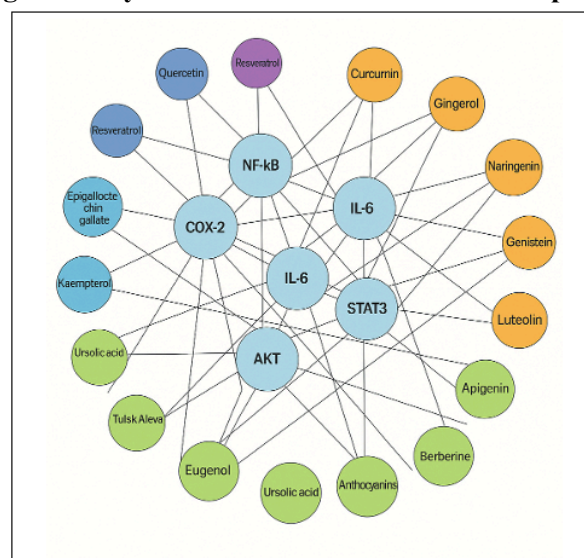 Resveratrol
Quercetin
Curcumin
Gingerol
Resveratrol
NF-kB
Naringenin
Epigallocte
chin
gallate
COX-2
IL-6
Genistein
IL-6
Kaempterol
STAT3
Luteolin
Ursolic acid
AKT
Apigenin
Tulsk Aleva
Eugenol
Berberine
Ursolic acid
Anthocyanins